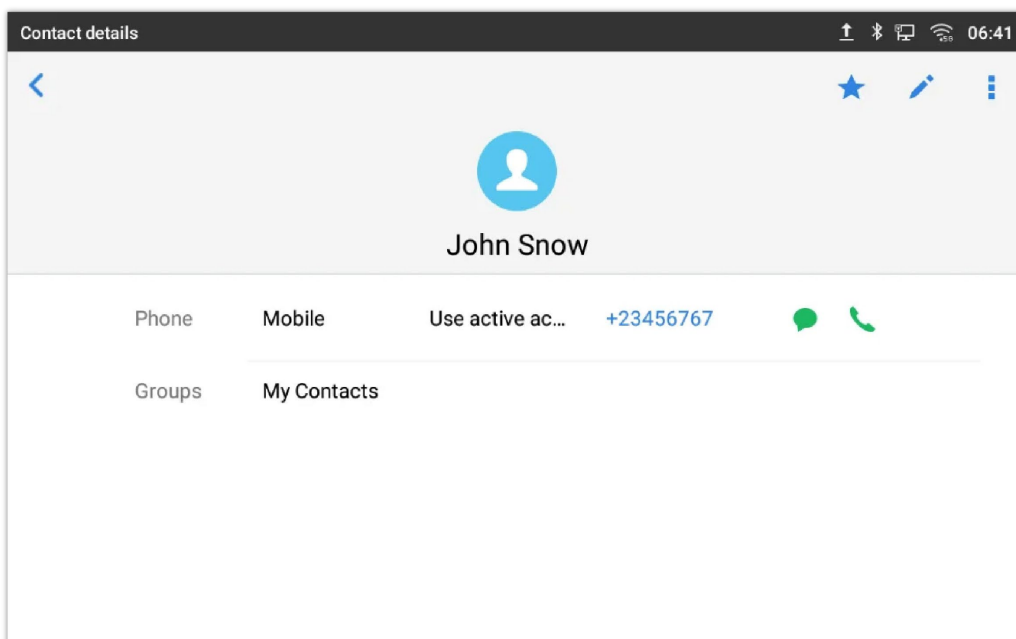 Contact details 06:41
John Snow
Phone Mobile Use active ac... +23456767
Groups My Contacts